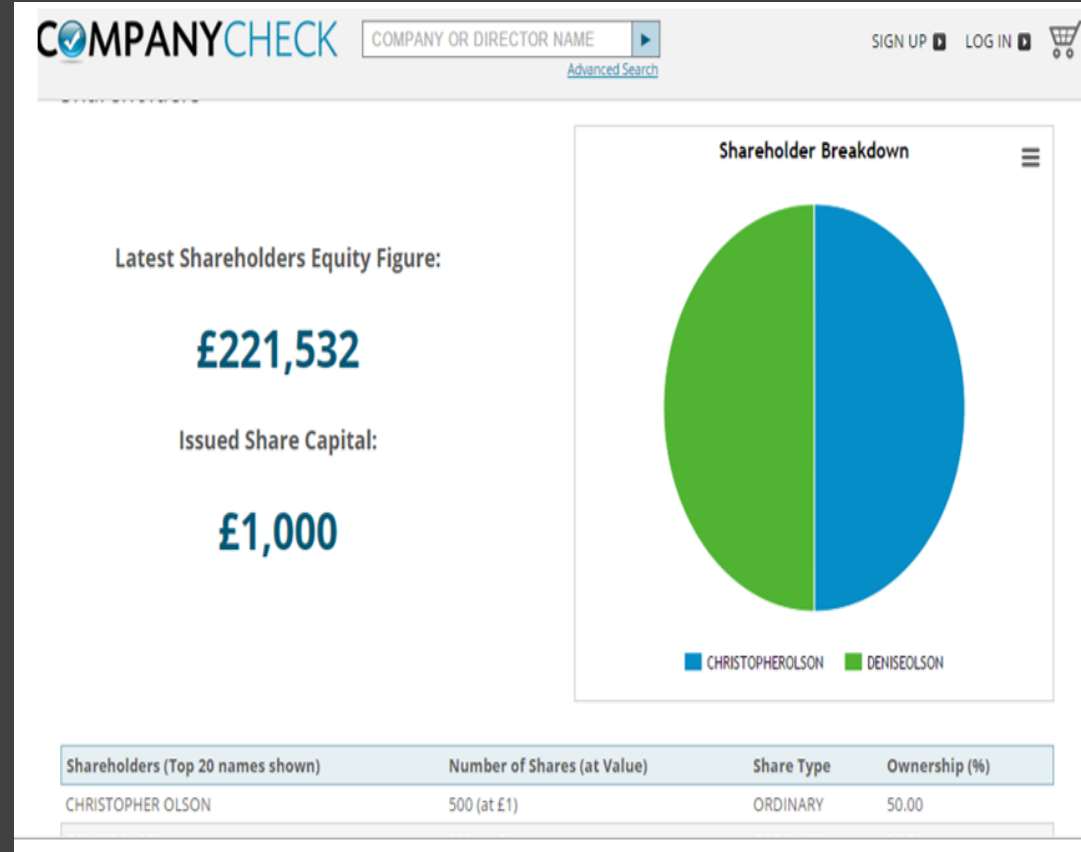 COMPANYCHECK COMPANY OR DIRECTOR NAME SIGN UP LOG IN
Advanced Search
Shareholder Breakdown
Latest Shareholders Equity Figure:
£221,532
Issued Share Capital:
£1,000
CHRISTOPHEROLSON DENISEOLSON
Shareholders (Top 20 names shown) Number of Shares (at Value) Share Type Ownership (%)
CHRISTOPHER OLSON 500 (at £1) ORDINARY 50.00